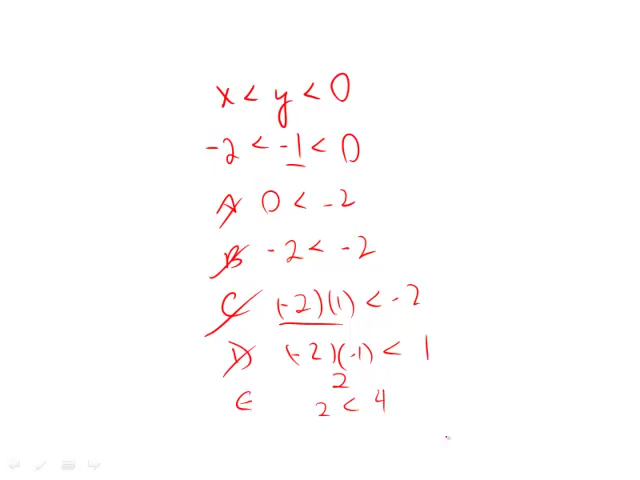 x < y < 0
-2 < -1 < 0
A 0 < -2
B -2 < -2
C (-2)(1) < -2
D (-2)(-1) < 1
2
E 2 < 4